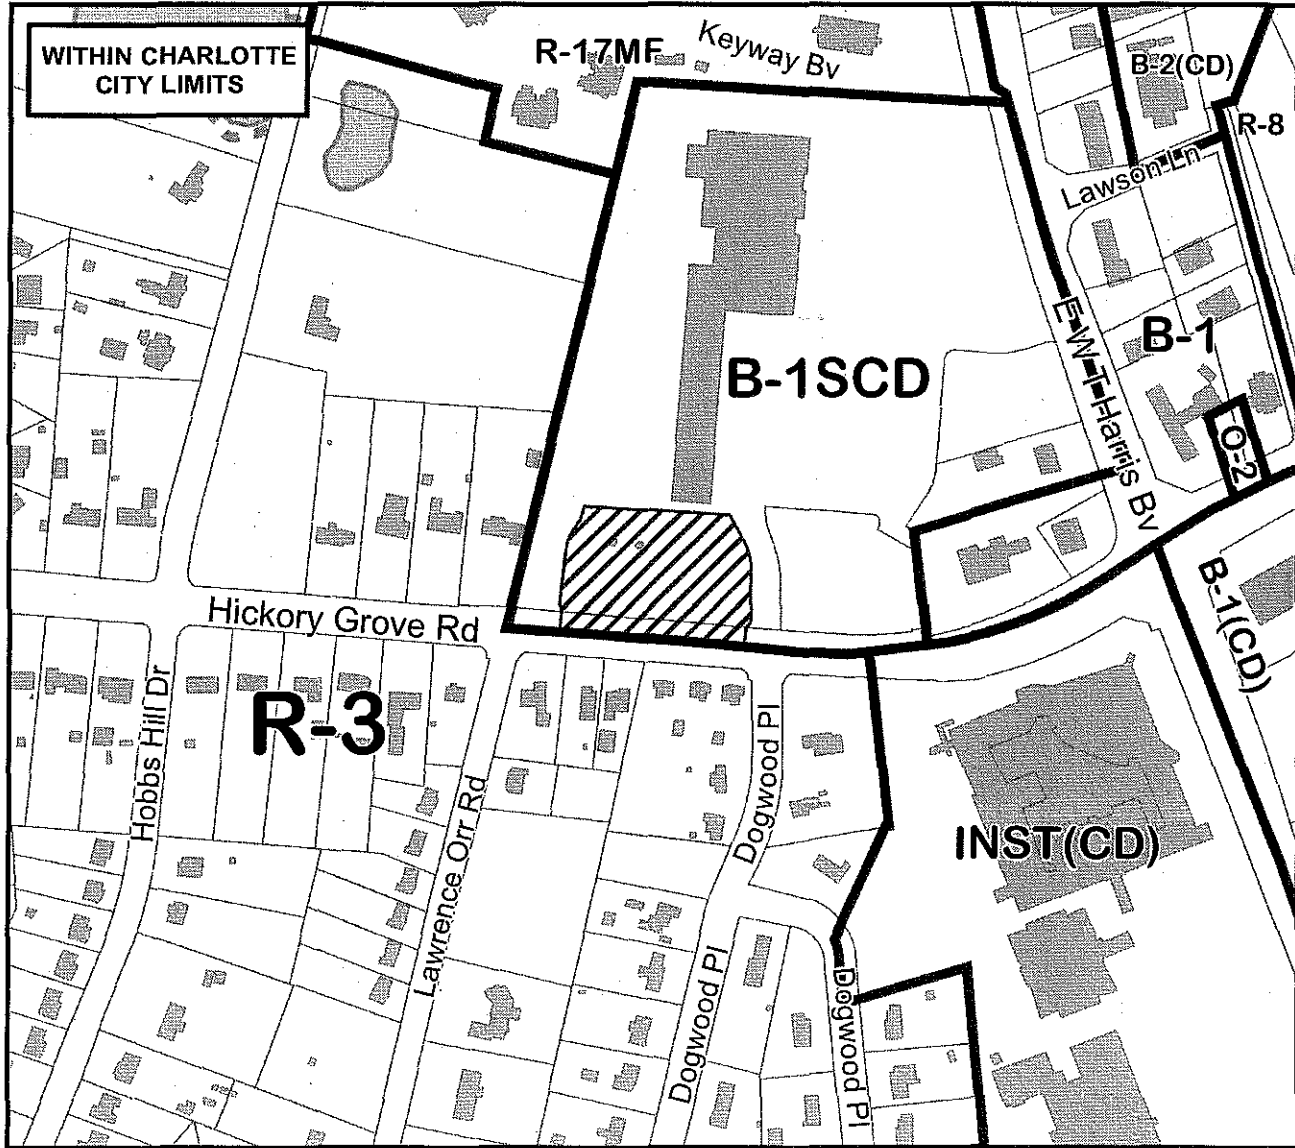 WITHIN CHARLOTTE
CITY LIMITS
R-17MF
Keyway Bv
B-2(CD)
R-8
Lawson Ln
B-1
B-1SCD
E W T Harris Bv
O-2
B-1(CD)
Hickory Grove Rd
R-3
Hobbs Hill Dr
Lawrence Orr Rd
Dogwood Pl
INST(CD)
Dogwood Pl
Dogwood Pl